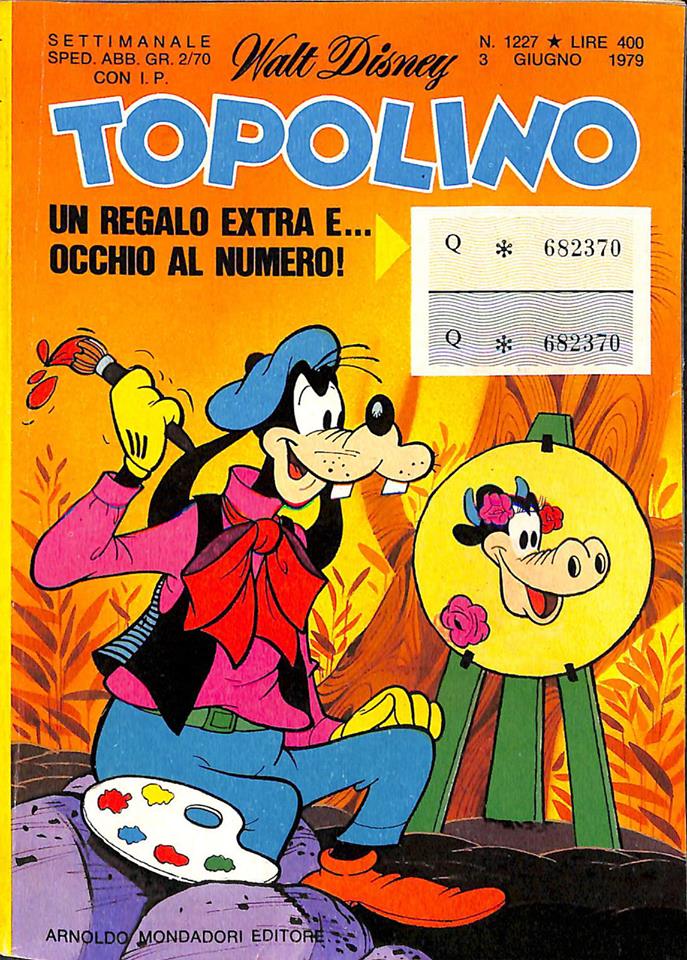 SETTIMANALE
SPED. ABB. GR. 2/70
CON I. P.
Walt Disney
N. 1227 ★ LIRE 400
3 GIUGNO 1979
TOPOLINO
UN REGALO EXTRA E...
OCCHIO AL NUMERO!
Q * 682370
Q * 682370
ARNOLDO MONDADORI EDITORE